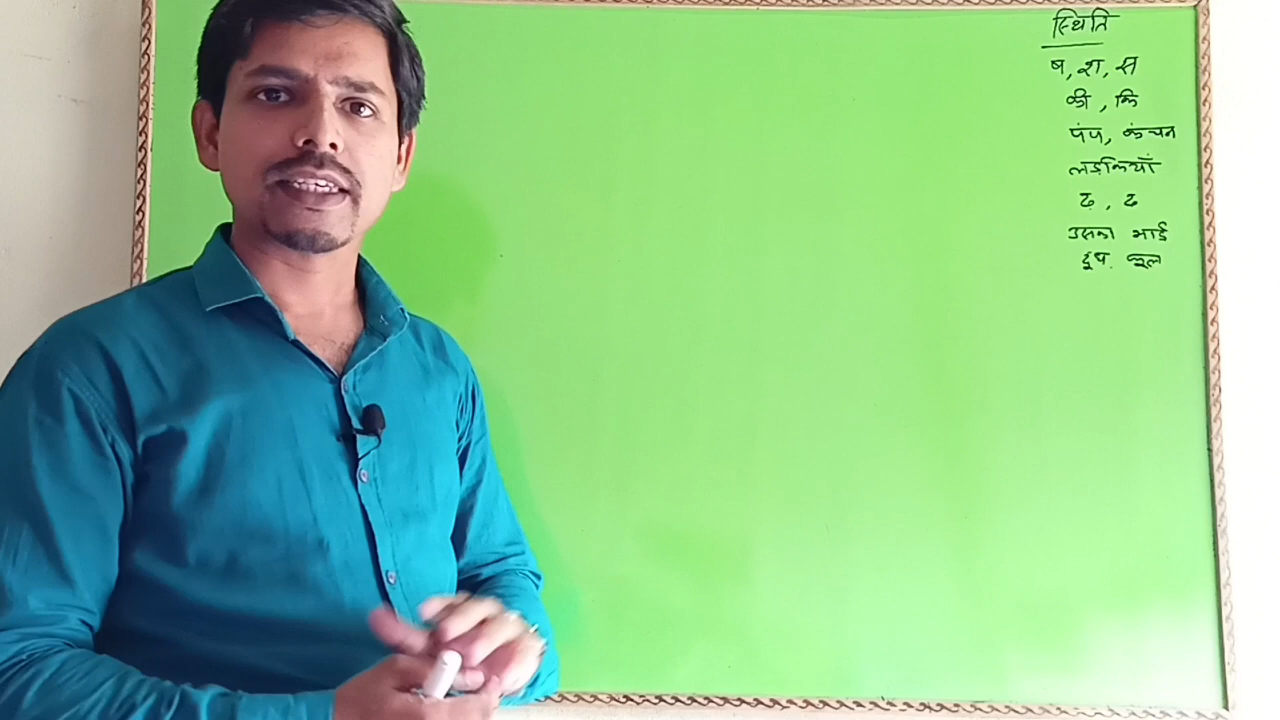 स्थिति
ष, श, स
की, कि
पंप, कंचन
लड़कियाँ
ढ़, ढ
उसका भाई
दूध. फूल